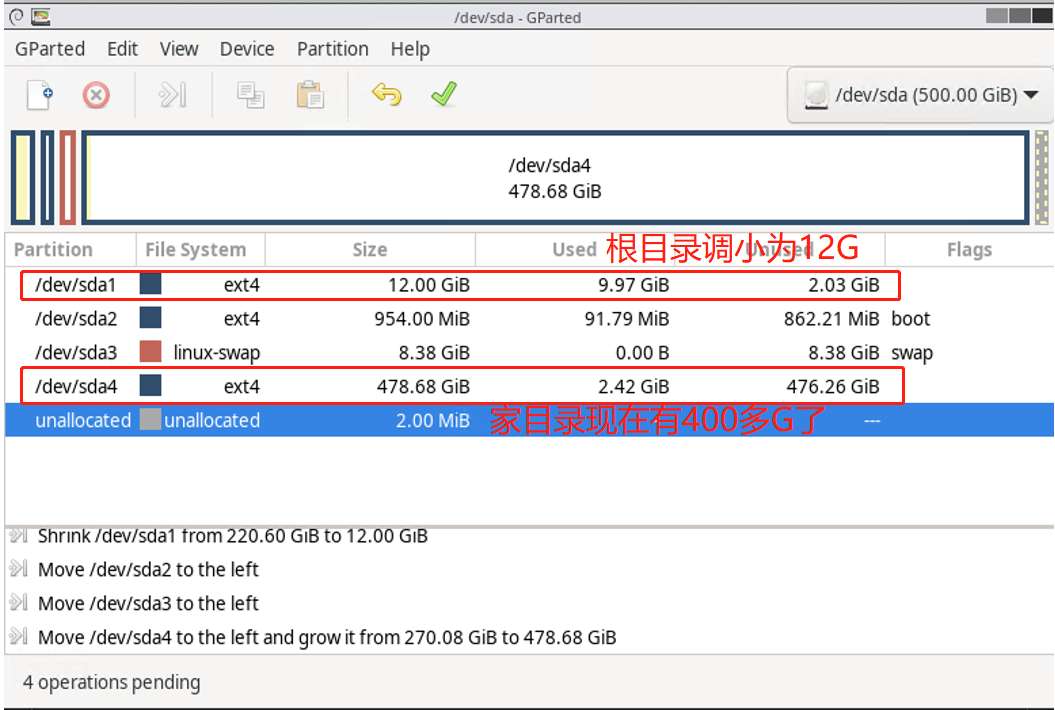 /dev/sda - GParted
GParted Edit View Device Partition Help
/dev/sda (500.00 GiB)
/dev/sda4
478.68 GiB
Partition File System Size Used Unused Flags
根目录调小为12G
/dev/sda1 ext4 12.00 GiB 9.97 GiB 2.03 GiB
/dev/sda2 ext4 954.00 MiB 91.79 MiB 862.21 MiB boot
/dev/sda3 linux-swap 8.38 GiB 0.00 B 8.38 GiB swap
/dev/sda4 ext4 478.68 GiB 2.42 GiB 476.26 GiB
unallocated unallocated 2.00 MiB ---
家目录现在有400多G了
Shrink /dev/sda1 from 220.60 GiB to 12.00 GiB
Move /dev/sda2 to the left
Move /dev/sda3 to the left
Move /dev/sda4 to the left and grow it from 270.08 GiB to 478.68 GiB
4 operations pending